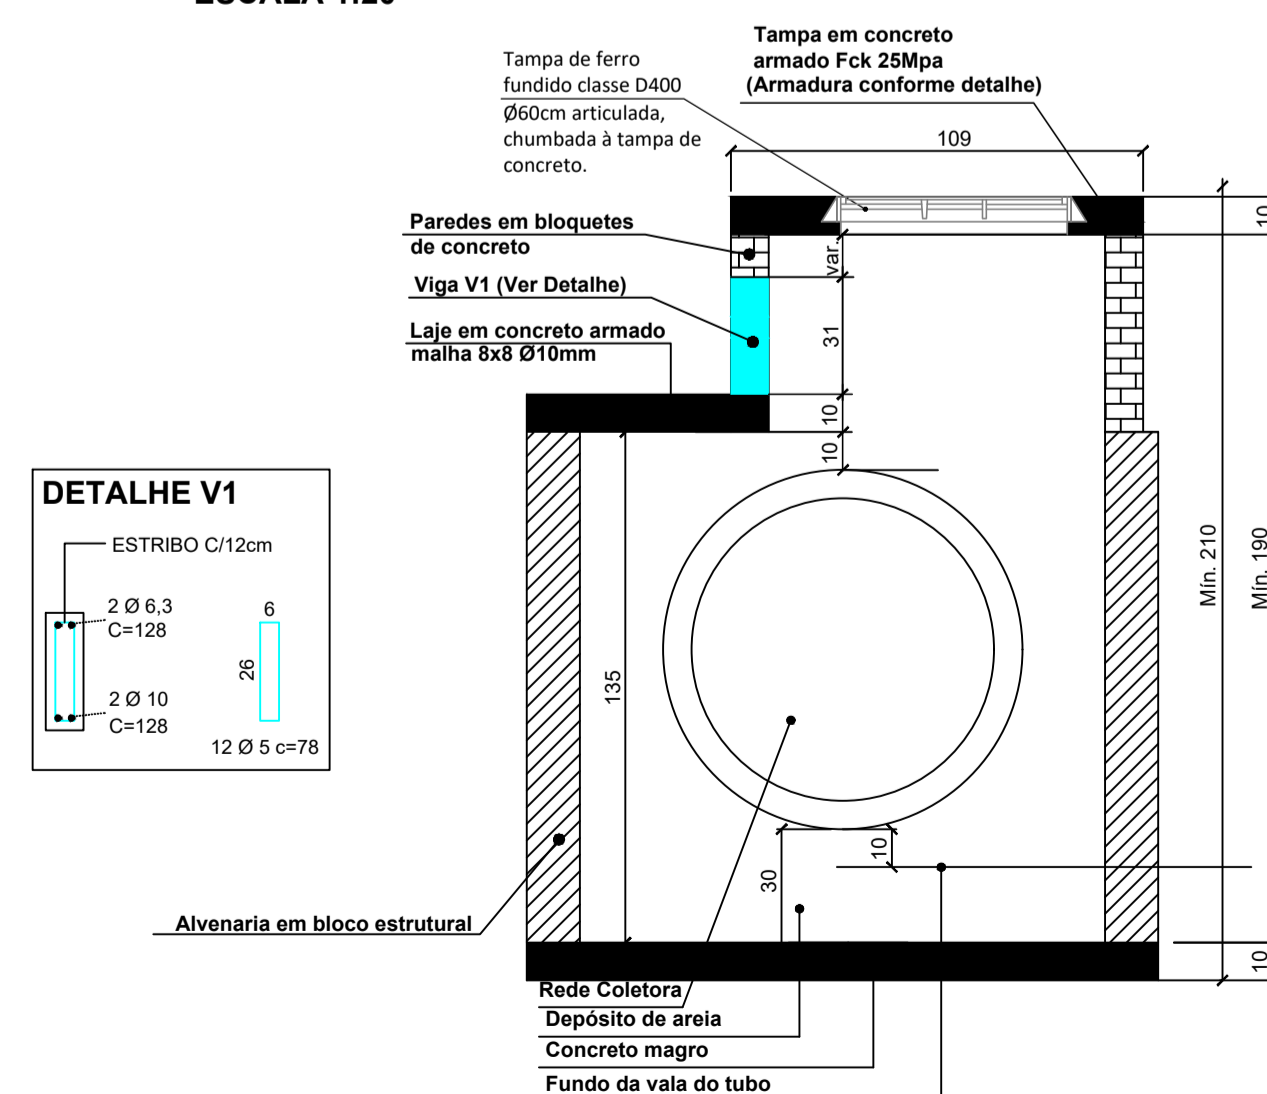 ESCALA 1:20
Tampa de ferro
fundido classe D400
Ø60cm articulada,
chumbada à tampa de
concreto.
Tampa em concreto
armado Fck 25Mpa
(Armadura conforme detalhe)
109
10
Paredes em bloquetes
de concreto
var.
Viga V1 (Ver Detalhe)
31
Laje em concreto armado
malha 8x8 Ø10mm
10
10
DETALHE V1
ESTRIBO C/12cm
2 Ø 6,3
C=128
6
26
2 Ø 10
C=128
12 Ø 5 c=78
135
Mín. 210
Mín. 190
10
30
Alvenaria em bloco estrutural
10
Rede Coletora
Depósito de areia
Concreto magro
Fundo da vala do tubo